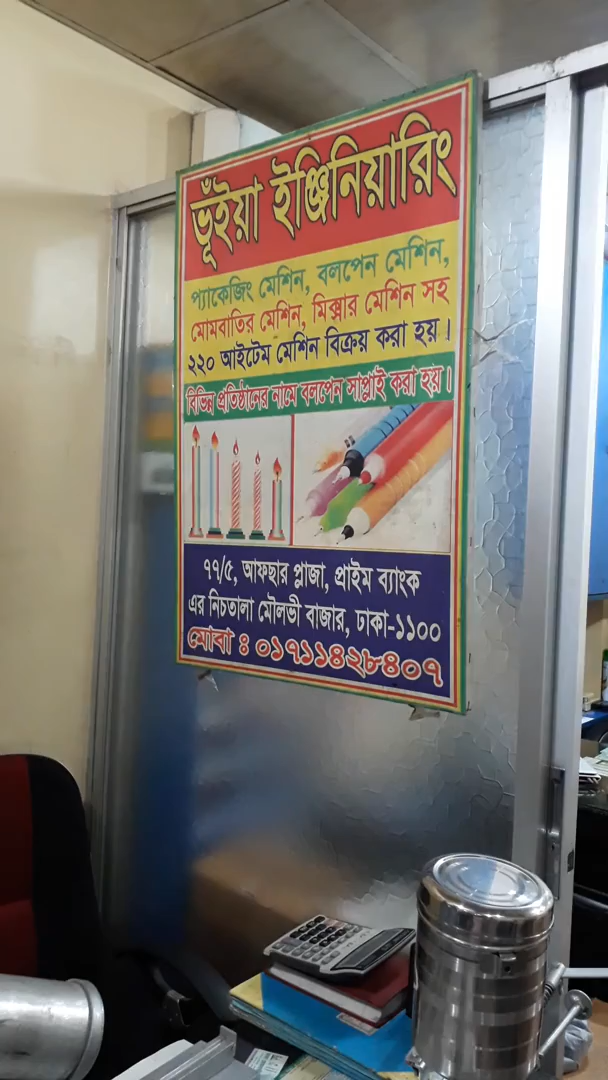 ভূঁইয়া ইঞ্জিনিয়ারিং
প্যাকেজিং মেশিন, বলপেন মেশিন,
মোমবাতির মেশিন, মিক্সার মেশিন সহ
২২০ আইটেম মেশিন বিক্রয় করা হয়।
বিভিন্ন প্রতিষ্ঠানের নামে বলপেন সাপ্লাই করা হয়।
৭৭/৫, আফছার প্লাজা, প্রাইম ব্যাংক
এর নিচতালা মৌলভী বাজার, ঢাকা-১১০০
মোবা ঃ ০১৭১১৪২৮৪০৭